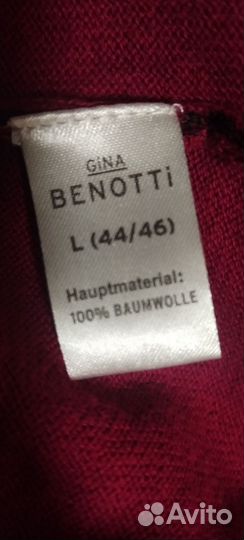 GiNA
BENOTTi
L (44/46)
Hauptmaterial:
100% BAUMWOLLE
Avito